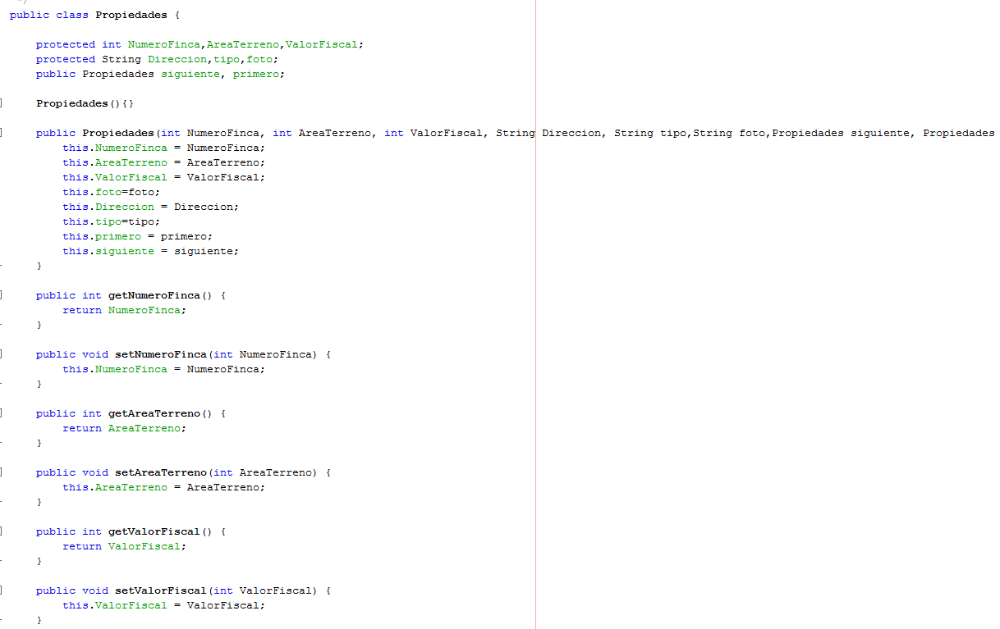 */
public class Propiedades {
protected int NumeroFinca,AreaTerreno,ValorFiscal;
protected String Direccion,tipo,foto;
public Propiedades siguiente, primero;
Propiedades(){}
public Propiedades(int NumeroFinca, int AreaTerreno, int ValorFiscal, String Direccion, String tipo,String foto,Propiedades siguiente, Propiedades
this.NumeroFinca = NumeroFinca;
this.AreaTerreno = AreaTerreno;
this.ValorFiscal = ValorFiscal;
this.foto=foto;
this.Direccion = Direccion;
this.tipo=tipo;
this.primero = primero;
this.siguiente = siguiente;
}
public int getNumeroFinca() {
return NumeroFinca;
}
public void setNumeroFinca(int NumeroFinca) {
this.NumeroFinca = NumeroFinca;
}
public int getAreaTerreno() {
return AreaTerreno;
}
public void setAreaTerreno(int AreaTerreno) {
this.AreaTerreno = AreaTerreno;
}
public int getValorFiscal() {
return ValorFiscal;
}
public void setValorFiscal(int ValorFiscal) {
this.ValorFiscal = ValorFiscal;
}